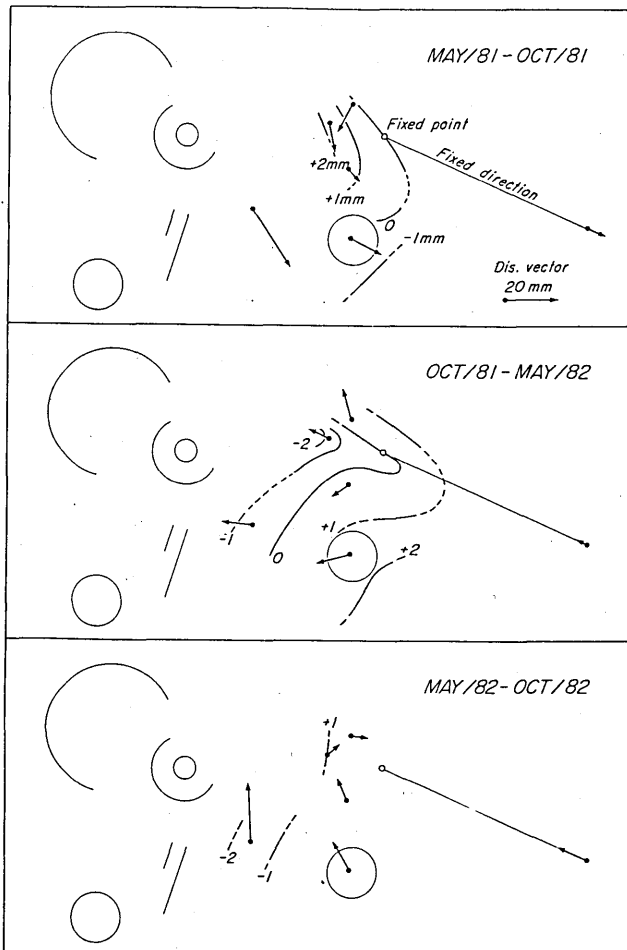 MAY/81 - OCT/81
Fixed point
Fixed direction
+2mm
+1mm
0
-1mm
Dis. vector
20 mm
OCT/81 - MAY/82
-2
-1
0
+1
+2
MAY/82 - OCT/82
+1
-2
-1